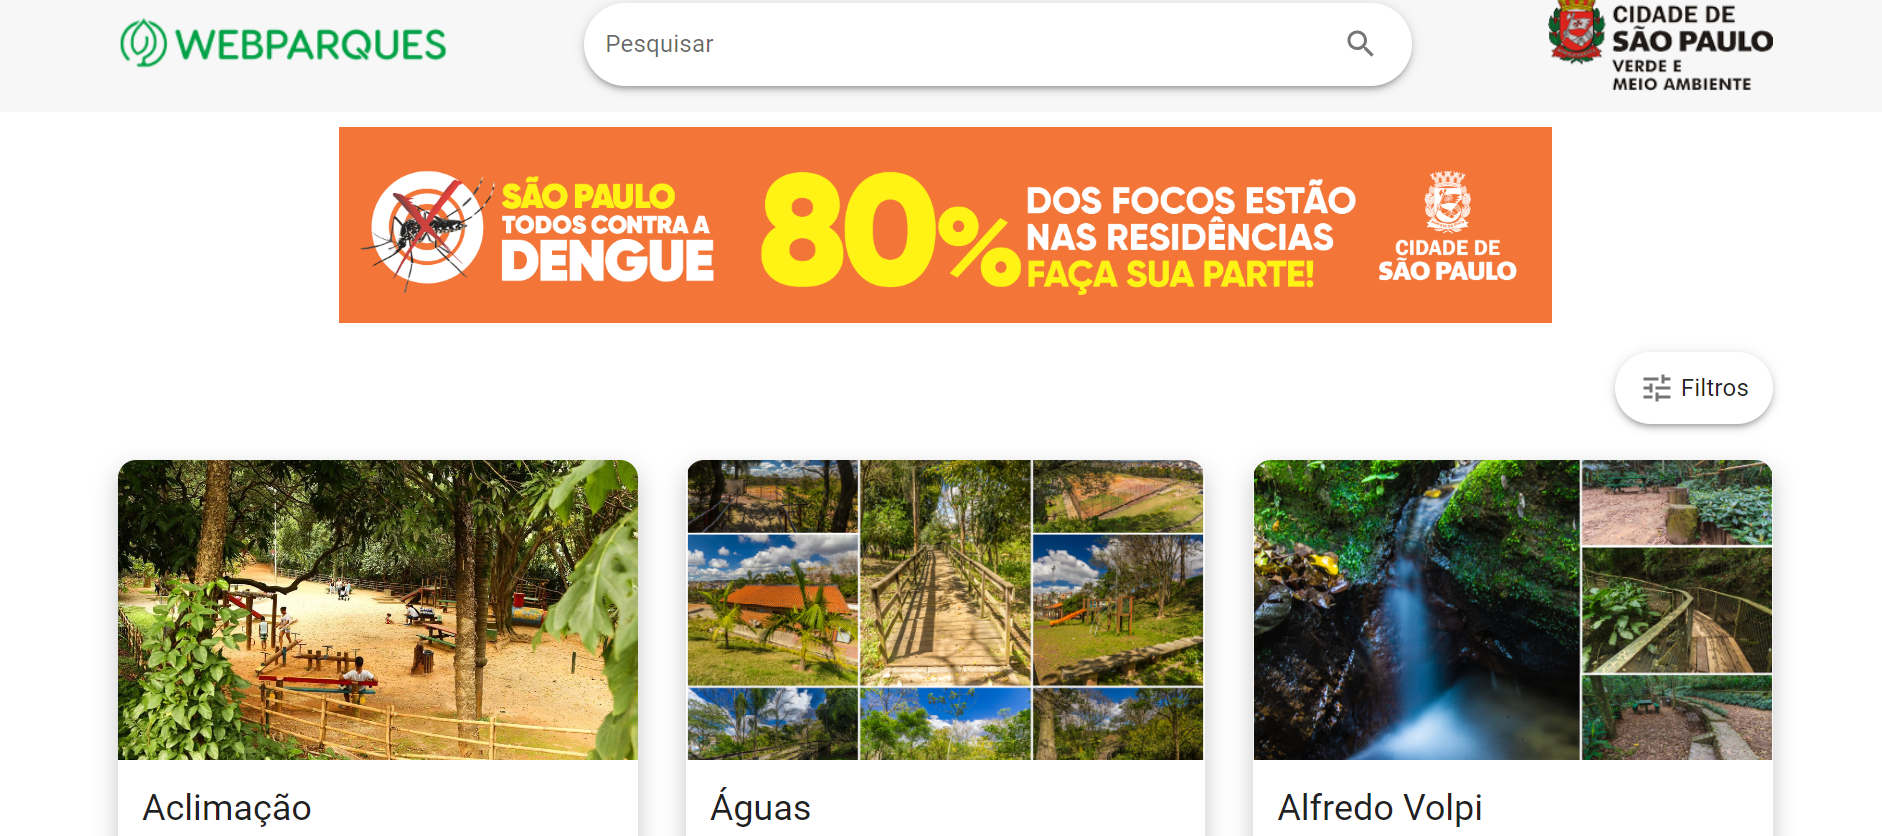 WEBPARQUES
Pesquisar
CIDADE DE
SÃO PAULO
VERDE E
MEIO AMBIENTE
SÃO PAULO
TODOS CONTRA A
DENGUE
80%
DOS FOCOS ESTÃO
NAS RESIDÊNCIAS
FAÇA SUA PARTE!
CIDADE DE
SÃO PAULO
Filtros
Aclimação
Águas
Alfredo Volpi